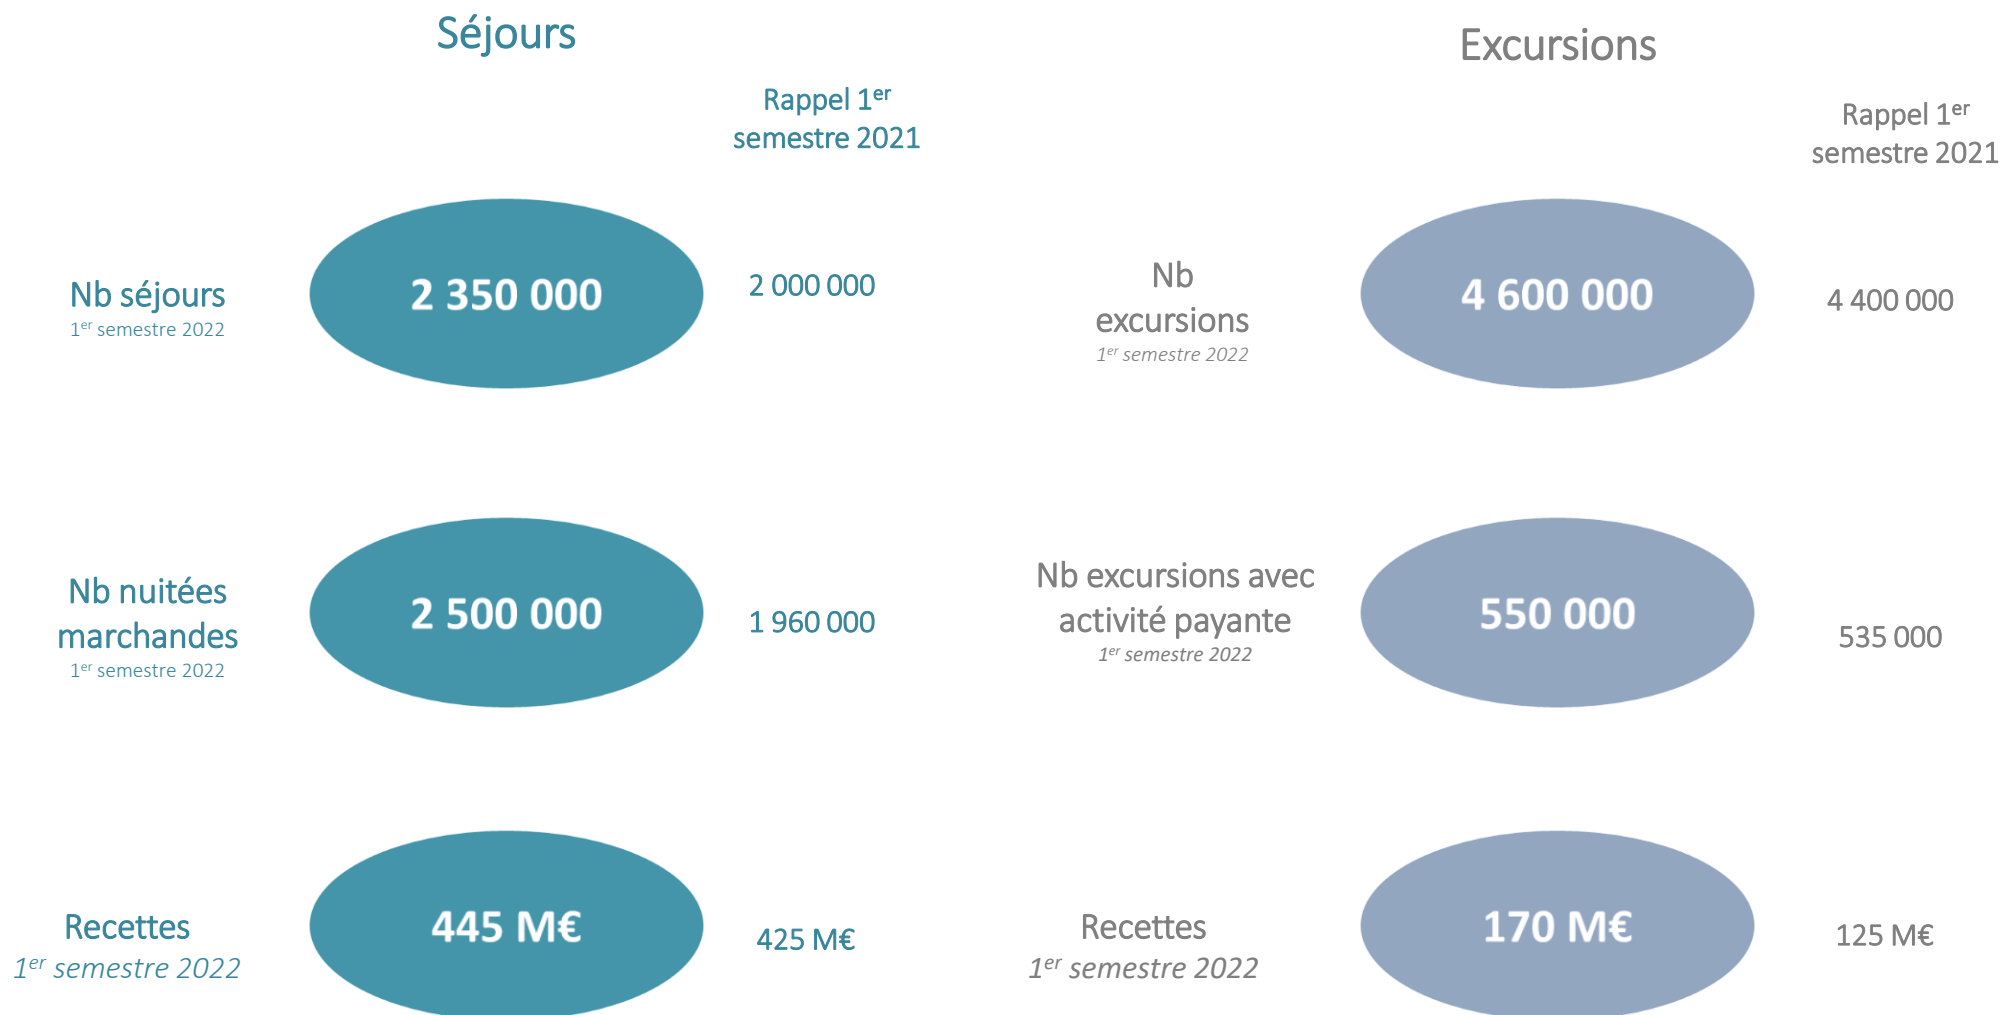 Séjours
Rappel 1er
semestre 2021
Nb séjours
1er semestre 2022
2 350 000
2 000 000
Nb nuitées
marchandes
1er semestre 2022
2 500 000
1 960 000
Recettes
1er semestre 2022
445 M€
425 M€
Excursions
Rappel 1er
semestre 2021
Nb
excursions
1er semestre 2022
4 600 000
4 400 000
Nb excursions avec
activité payante
1er semestre 2022
550 000
535 000
Recettes
1er semestre 2022
170 M€
125 M€